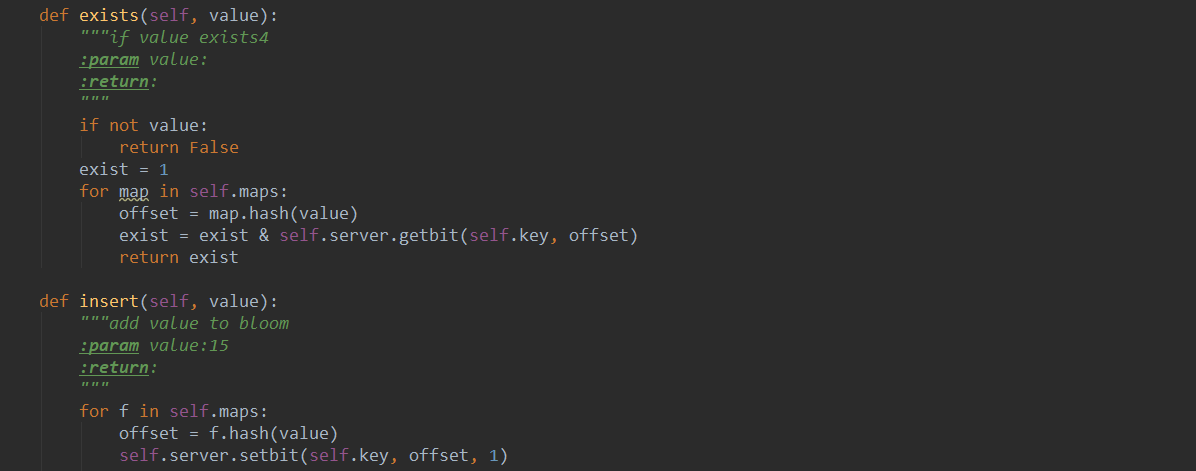 def exists(self, value):
    """if value exists4
    :param value:
    :return:
    """
    if not value:
        return False
    exist = 1
    for map in self.maps:
        offset = map.hash(value)
        exist = exist & self.server.getbit(self.key, offset)
        return exist
def insert(self, value):
    """add value to bloom
    :param value:15
    :return:
    """
    for f in self.maps:
        offset = f.hash(value)
        self.server.setbit(self.key, offset, 1)